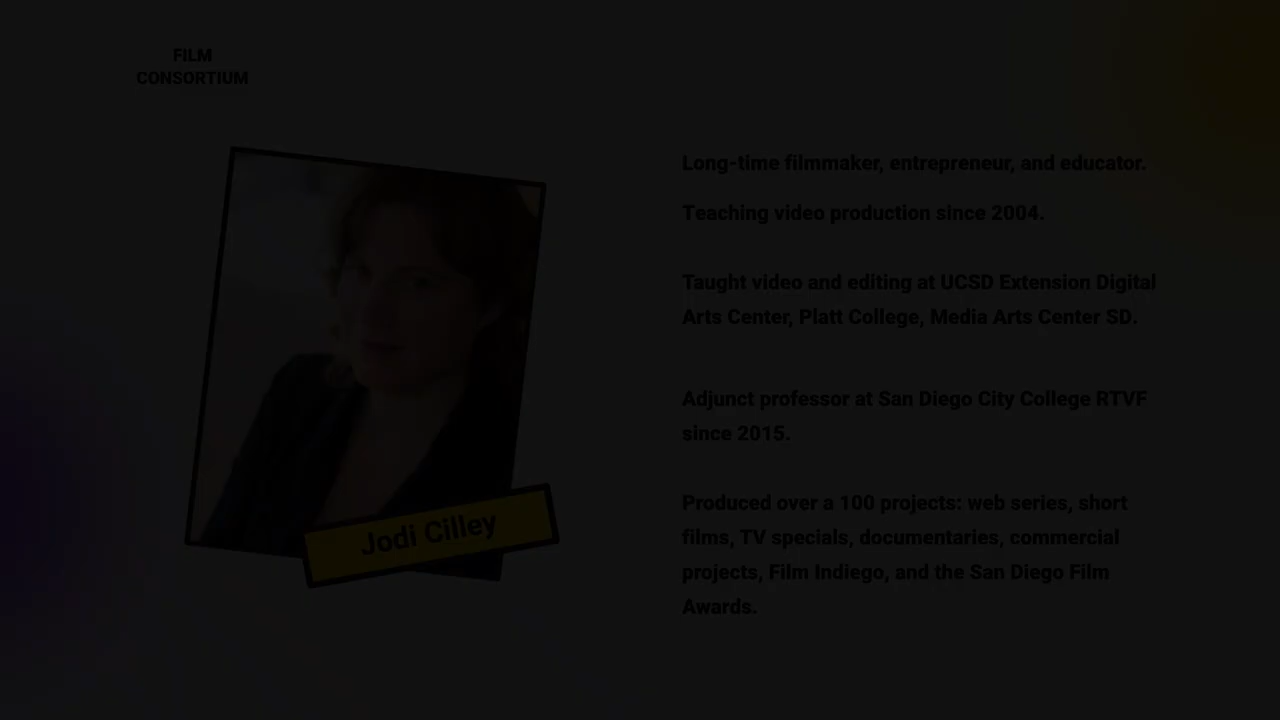 FILM
CONSORTIUM
Long-time filmmaker, entrepreneur, and educator.
Teaching video production since 2004.
Taught video and editing at UCSD Extension Digital
Arts Center, Platt College, Media Arts Center SD.
Adjunct professor at San Diego City College RTVF
since 2015.
Produced over a 100 projects: web series, short
films, TV specials, documentaries, commercial
projects, Film Indiego, and the San Diego Film
Awards.
Jodi Cilley